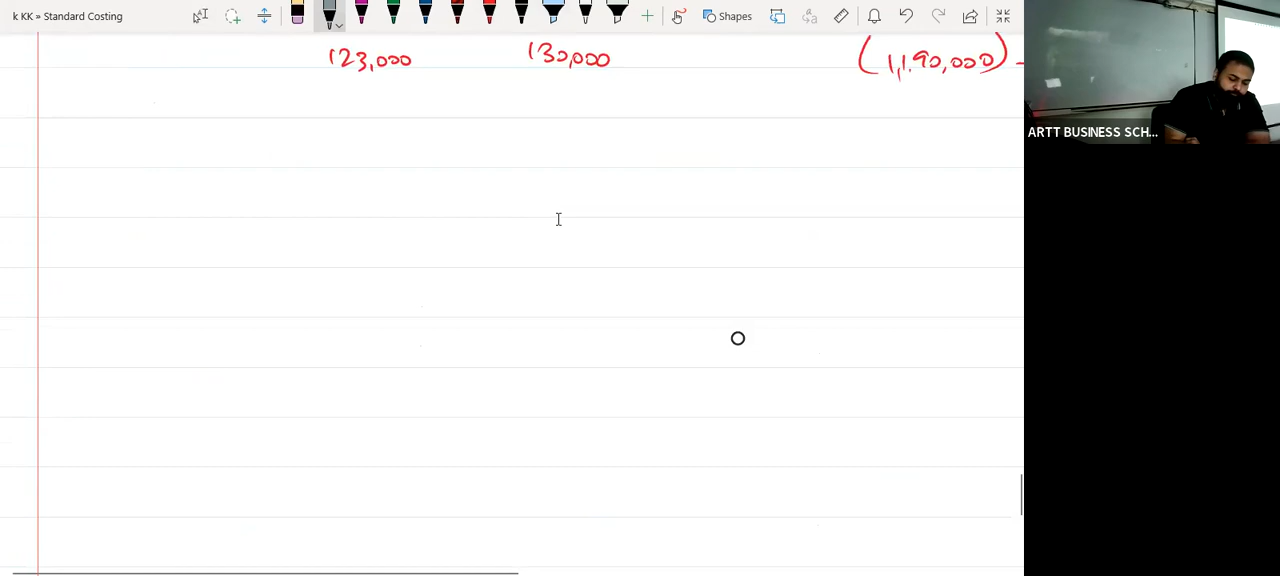 k KK » Standard Costing
Shapes
123,000 130,000 (1,190,000)
ARTT BUSINESS SCH...